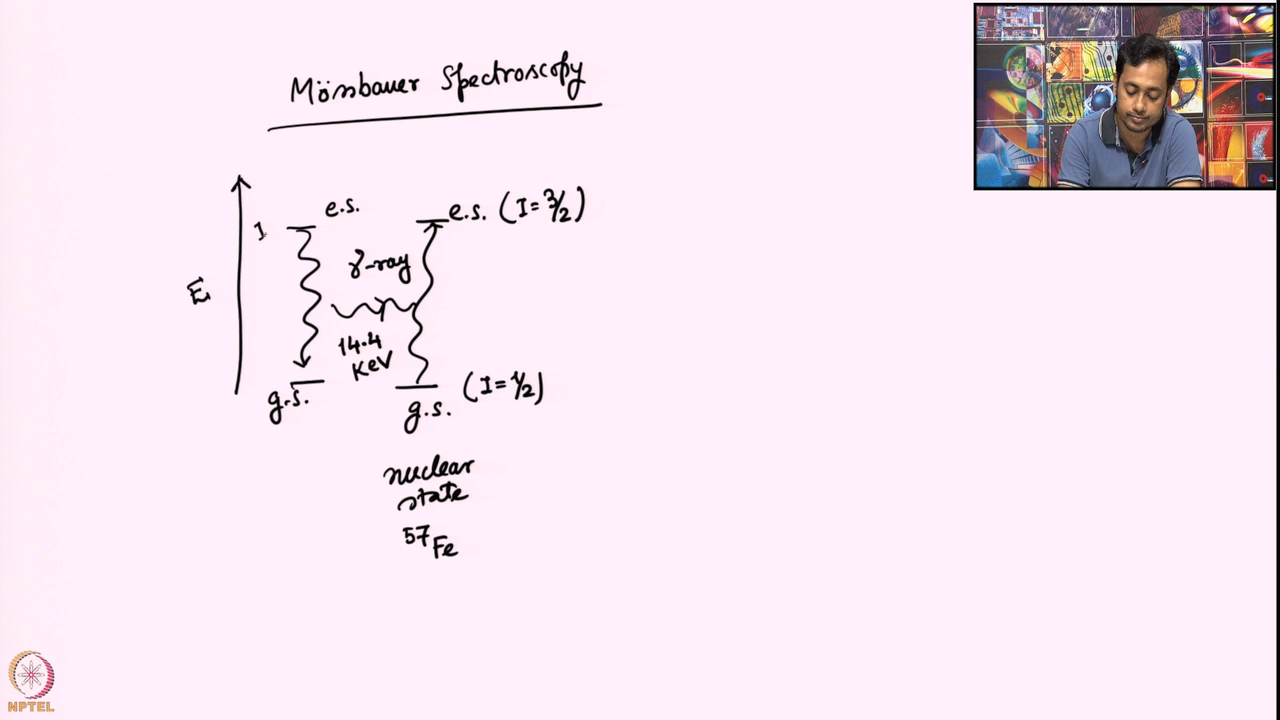 Mössbauer Spectroscopy
E
I
e.s.
e.s. (I = 3/2)
γ-ray
14.4
KeV
g.s.
g.s.
(I = 1/2)
nuclear
state
57Fe
NPTEL